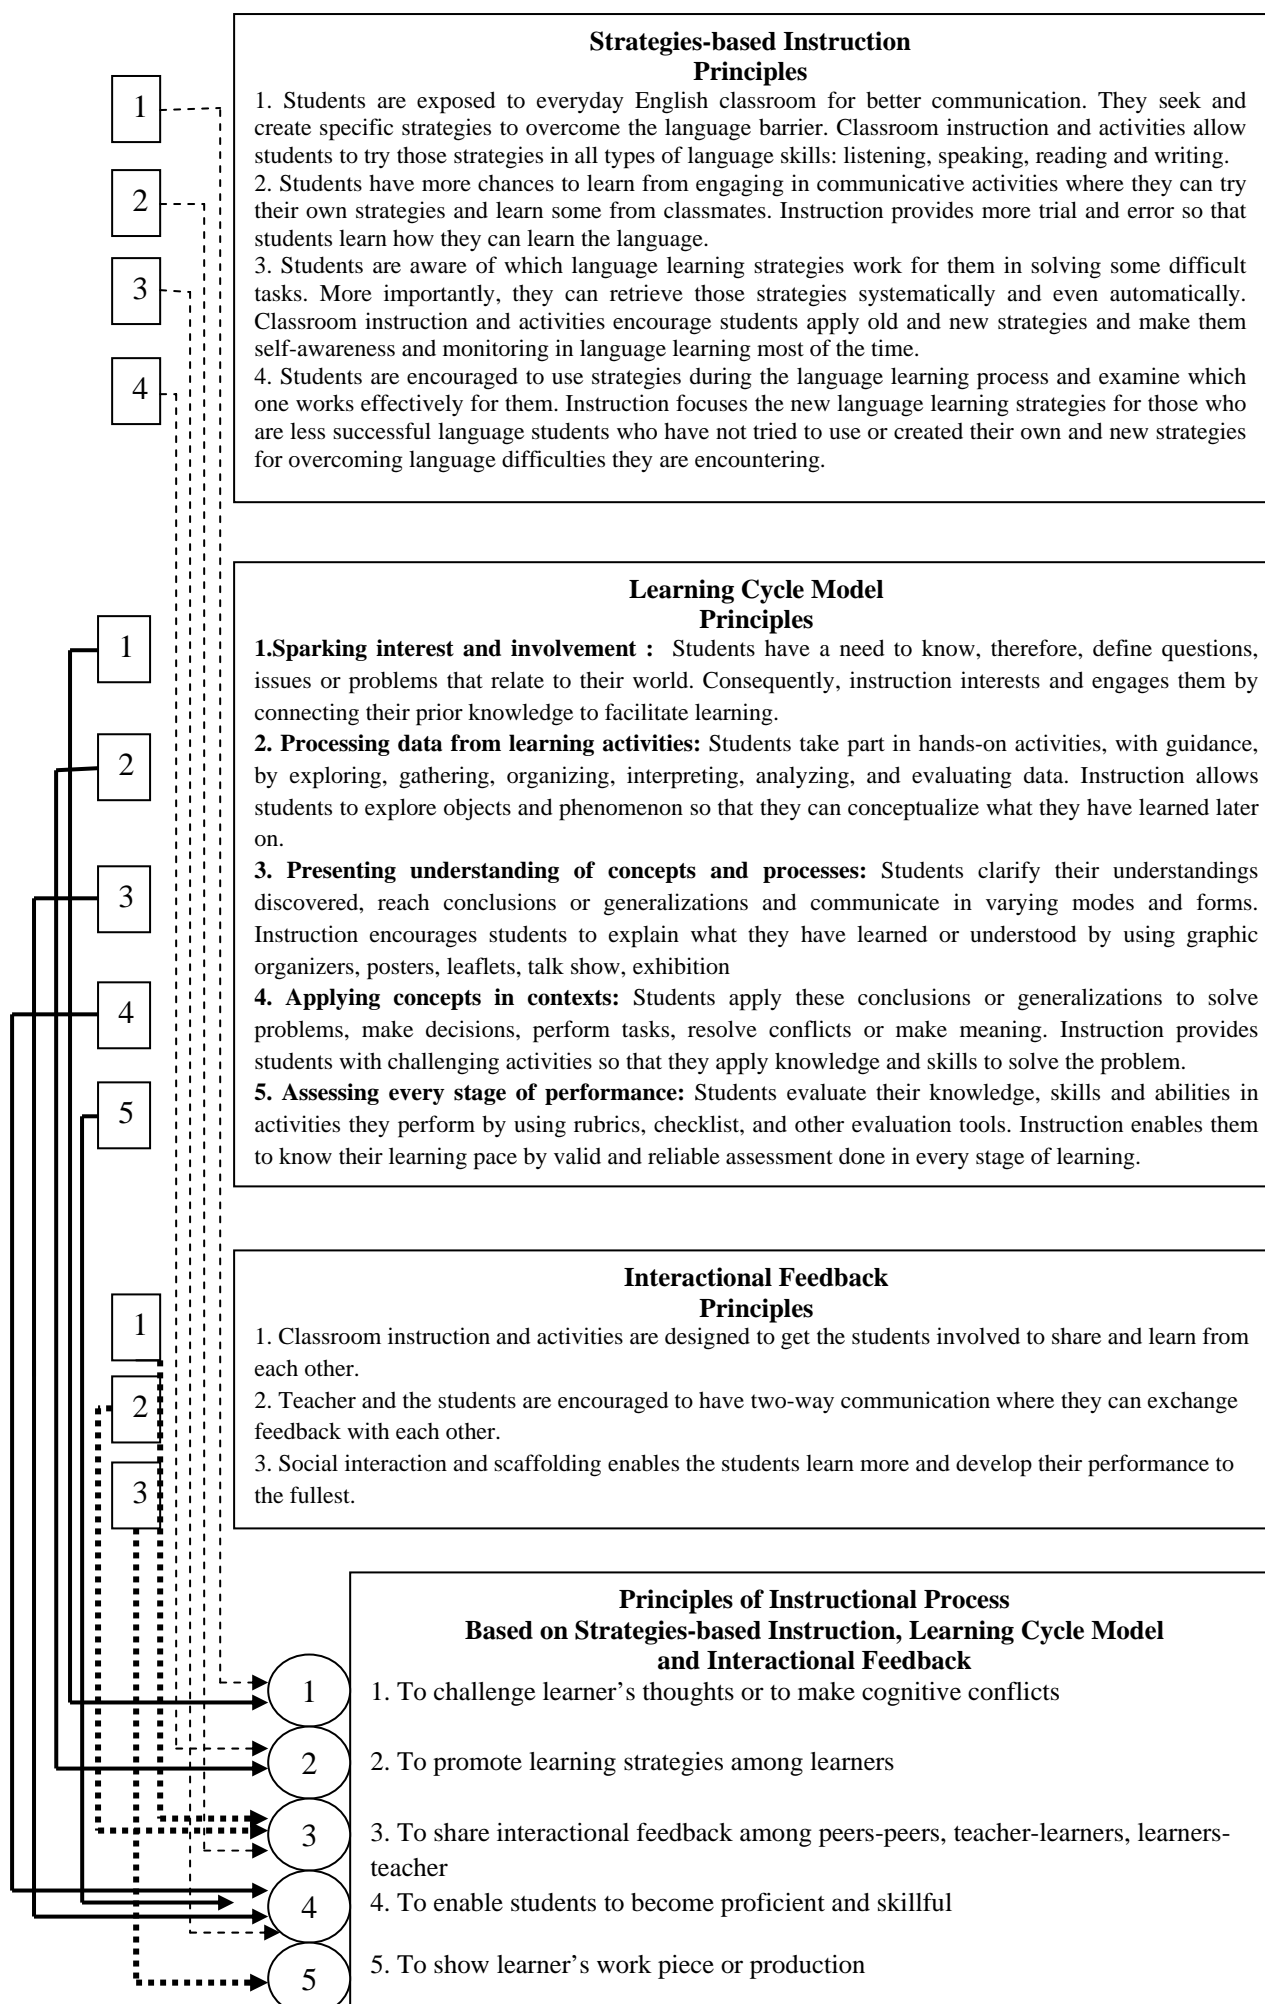 Strategies-based Instruction
Principles
1
1. Students are exposed to everyday English classroom for better communication. They seek and
create specific strategies to overcome the language barrier. Classroom instruction and activities allow
students to try those strategies in all types of language skills: listening, speaking, reading and writing.
2
2. Students have more chances to learn from engaging in communicative activities where they can try
their own strategies and learn some from classmates. Instruction provides more trial and error so that
students learn how they can learn the language.
3
3. Students are aware of which language learning strategies work for them in solving some difficult
tasks. More importantly, they can retrieve those strategies systematically and even automatically.
Classroom instruction and activities encourage students apply old and new strategies and make them
self-awareness and monitoring in language learning most of the time.
4
4. Students are encouraged to use strategies during the language learning process and examine which
one works effectively for them. Instruction focuses the new language learning strategies for those who
are less successful language students who have not tried to use or created their own and new strategies
for overcoming language difficulties they are encountering.
Learning Cycle Model
Principles
1
1.Sparking interest and involvement : Students have a need to know, therefore, define questions,
issues or problems that relate to their world. Consequently, instruction interests and engages them by
connecting their prior knowledge to facilitate learning.
2
2. Processing data from learning activities: Students take part in hands-on activities, with guidance,
by exploring, gathering, organizing, interpreting, analyzing, and evaluating data. Instruction allows
students to explore objects and phenomenon so that they can conceptualize what they have learned later
on.
3
3. Presenting understanding of concepts and processes: Students clarify their understandings
discovered, reach conclusions or generalizations and communicate in varying modes and forms.
Instruction encourages students to explain what they have learned or understood by using graphic
organizers, posters, leaflets, talk show, exhibition
4
4. Applying concepts in contexts: Students apply these conclusions or generalizations to solve
problems, make decisions, perform tasks, resolve conflicts or make meaning. Instruction provides
students with challenging activities so that they apply knowledge and skills to solve the problem.
5
5. Assessing every stage of performance: Students evaluate their knowledge, skills and abilities in
activities they perform by using rubrics, checklist, and other evaluation tools. Instruction enables them
to know their learning pace by valid and reliable assessment done in every stage of learning.
Interactional Feedback
Principles
1
1. Classroom instruction and activities are designed to get the students involved to share and learn from
each other.
2
2. Teacher and the students are encouraged to have two-way communication where they can exchange
feedback with each other.
3
3. Social interaction and scaffolding enables the students learn more and develop their performance to
the fullest.
Principles of Instructional Process
Based on Strategies-based Instruction, Learning Cycle Model
and Interactional Feedback
1
1. To challenge learner's thoughts or to make cognitive conflicts
2
2. To promote learning strategies among learners
3
3. To share interactional feedback among peers-peers, teacher-learners, learners-
teacher
4
4. To enable students to become proficient and skillful
5
5. To show learner's work piece or production